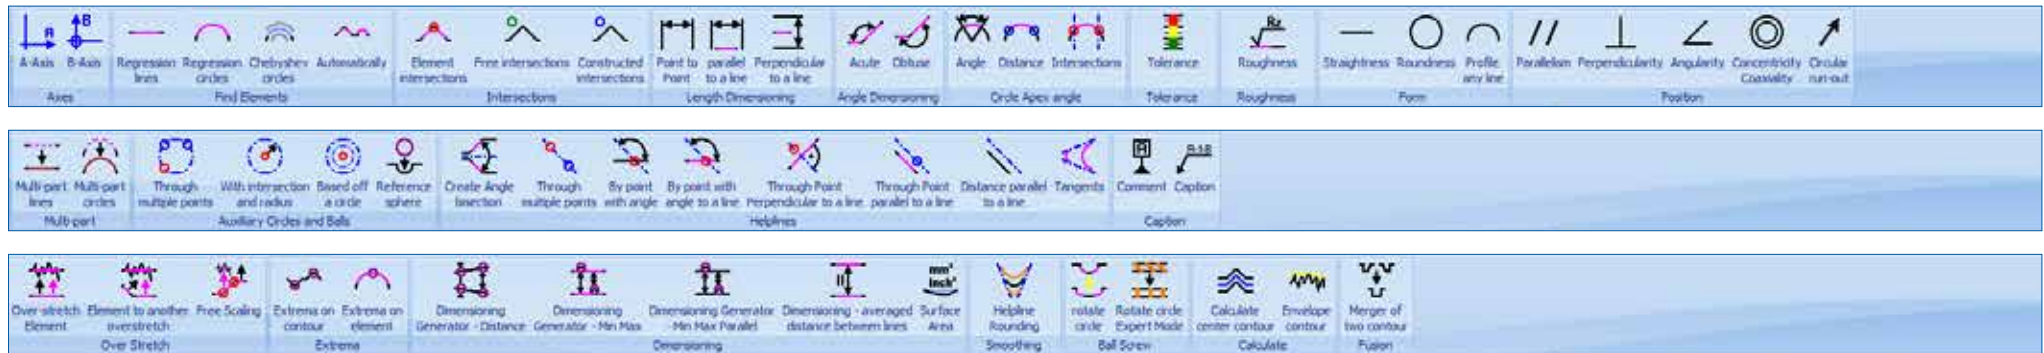 A B Rz
A-Axis B-Axis Regression lines Regression circles Chebyshev circles Automatically Element intersections Free intersections Constructed intersections Point to Point parallel to a line Perpendicular to a line Acute Obtuse Angle Distance Intersections Tolerance Roughness Straightness Roundness Profile any line Parallelism Perpendicularity Angularity Concentricity Coaxiality Circular run-out
Axes Find Elements Intersections Length Dimensioning Angle Dimensioning Circle Apex angle Tolerance Roughness Form Position
A A-1.0
Multi-part lines Multi-part circles Through multiple points With intersection and radius Based off a circle Reference sphere Create Angle bisection Through multiple points By point with angle By point with angle to a line Through Point Perpendicular to a line Through Point parallel to a line Distance parallel to a line Tangents Comment Caption
Multi-part Auxiliary Circles and Balls Helplines Caption
mm² inch²
Over-stretch Element Element to another overstretch Free Scaling Extrema on contour Extrema on element Dimensioning Generator - Distance Dimensioning Generator - Min Max Dimensioning Generator - Min Max Parallel Dimensioning - averaged distance between lines Surface Area Helpline Rounding rotate circle Rotate circle Expert Mode Calculate center contour Envelope contour Merger of two contour
Over Stretch Extrema Dimensioning Smoothing Ball Screw Calculate Fusion